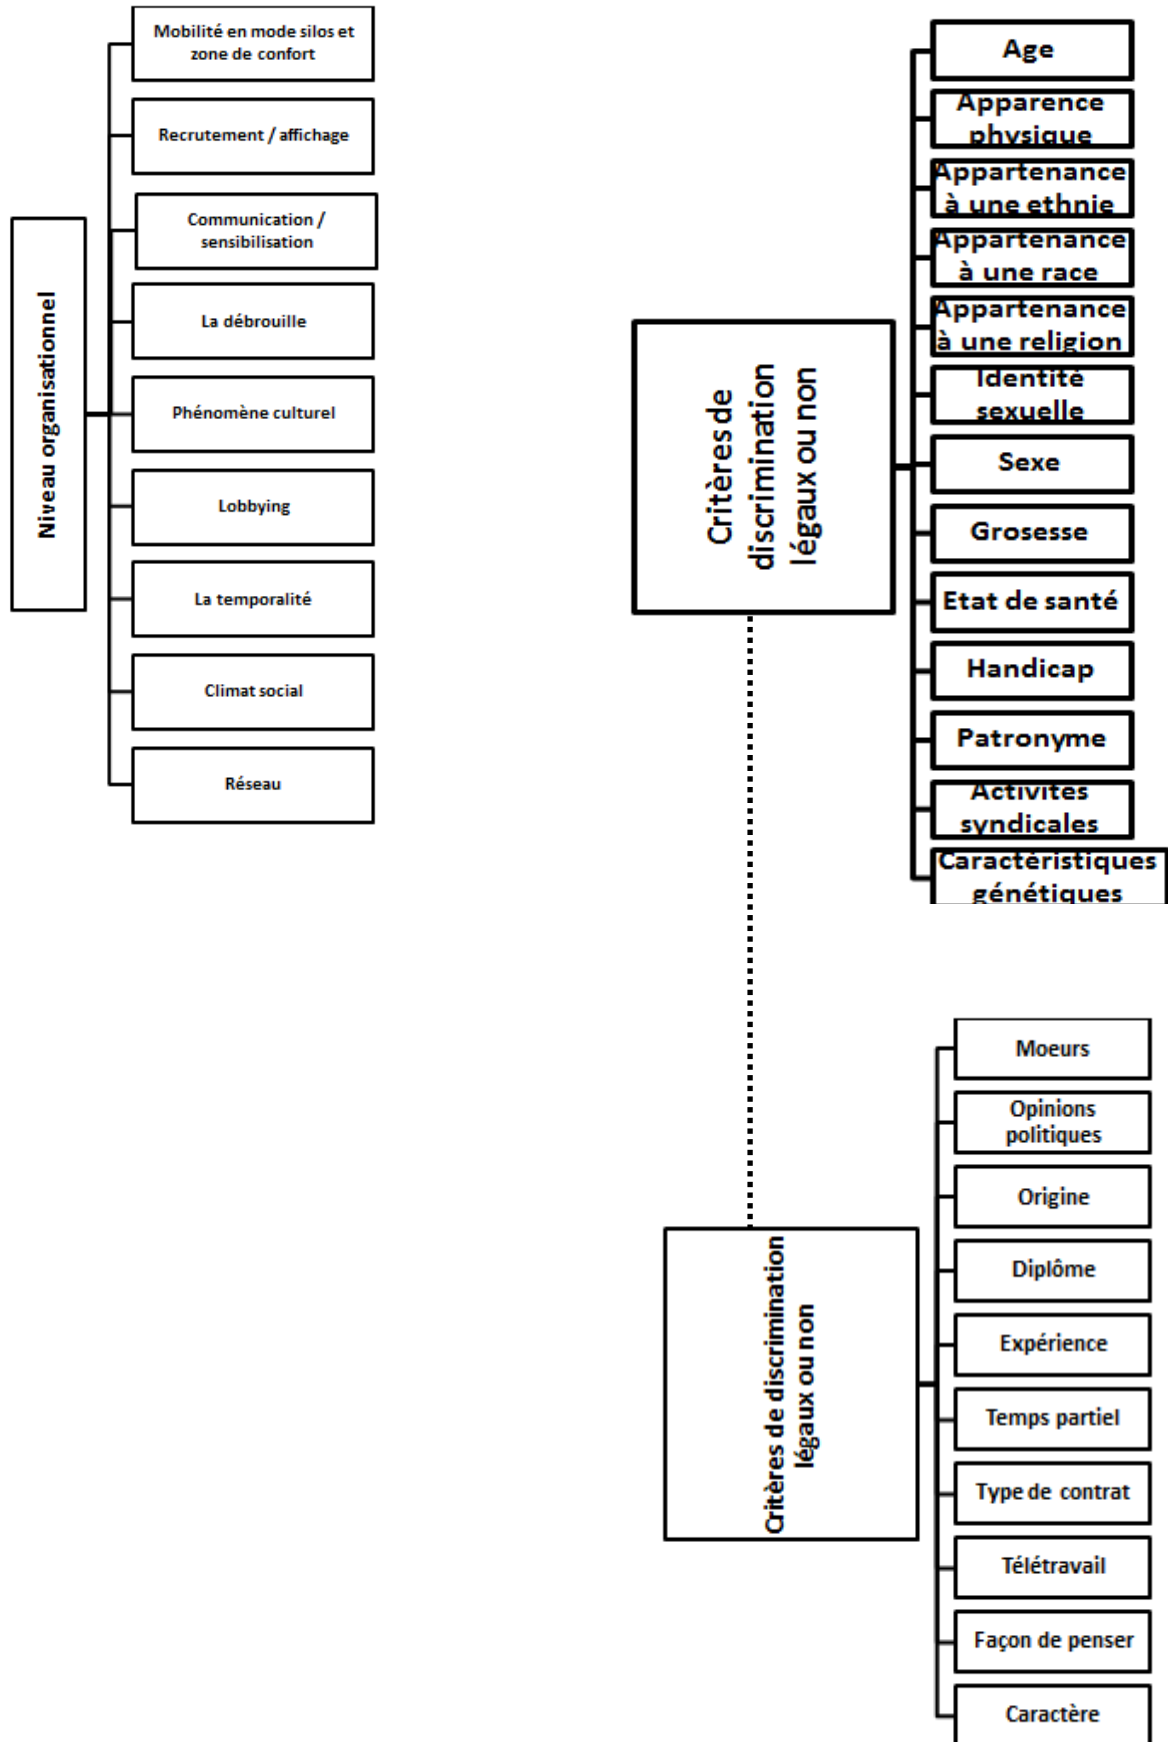 Niveau organisationnel
Mobilité en mode silos et
zone de confort
Recrutement / affichage
Communication /
sensibilisation
La débrouille
Phénomène culturel
Lobbying
La temporalité
Climat social
Réseau
Critères de
discrimination
légaux ou non
Age
Apparence
physique
Appartenance
à une ethnie
Appartenance
à une race
Appartenance
à une religion
Identité
sexuelle
Sexe
Grosesse
Etat de santé
Handicap
Patronyme
Activités
syndicales
Caractéristiques
génétiques
Critères de discrimination
légaux ou non
Moeurs
Opinions
politiques
Origine
Diplôme
Expérience
Temps partiel
Type de contrat
Télétravail
Façon de penser
Caractère